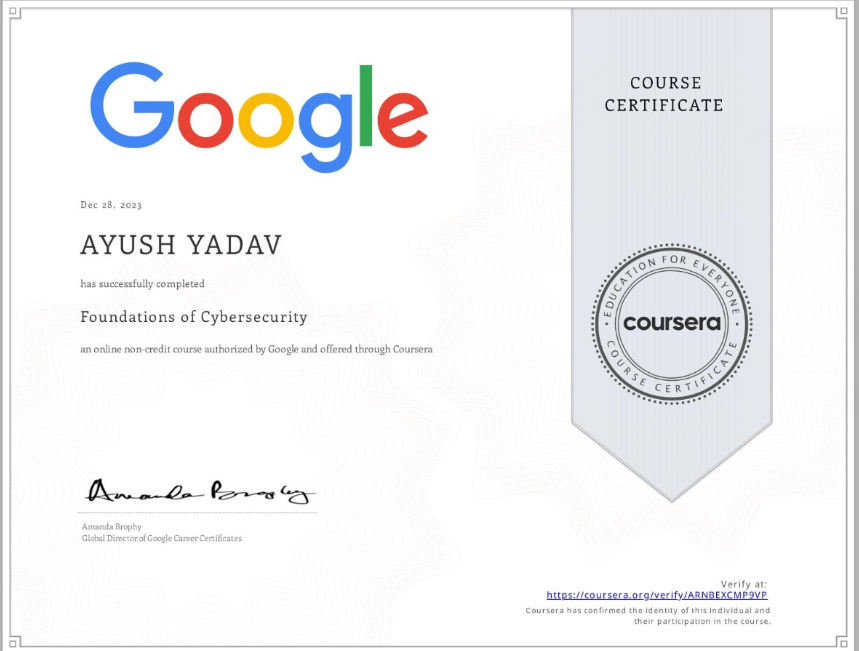 Google
COURSE
CERTIFICATE
Dec 28, 2023
AYUSH YADAV
has successfully completed
Foundations of Cybersecurity
an online non-credit course authorized by Google and offered through Coursera
EDUCATION FOR EVERYONE
coursera
COURSE CERTIFICATE
Amanda Brophy
Amanda Brophy
Global Director of Google Career Certificates
Verify at:
https://coursera.org/verify/ARNBEXCMP9VP
Coursera has confirmed the identity of this individual and
their participation in the course.